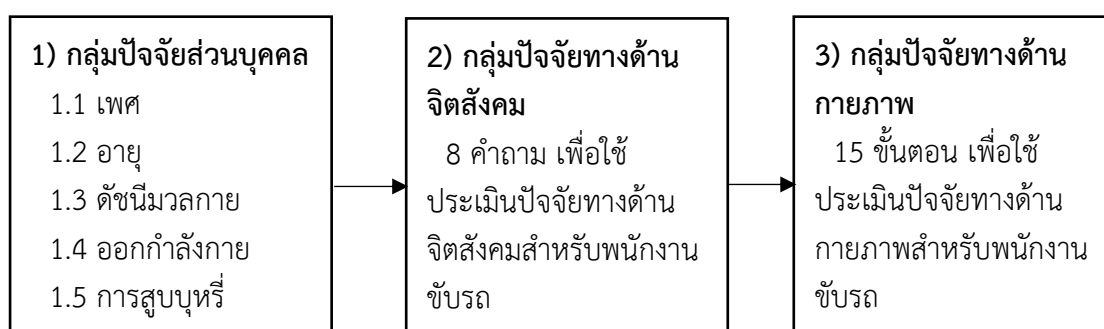 1) กลุ่มปัจจัยส่วนบุคคล
1.1 เพศ
1.2 อายุ
1.3 ดัชนีมวลกาย
1.4 ออกกำลังกาย
1.5 การสูบบุหรี่
2) กลุ่มปัจจัยทางด้าน
จิตสังคม
8 คำถาม เพื่อใช้
ประเมินปัจจัยทางด้าน
จิตสังคมสำหรับพนักงาน
ขับรถ
3) กลุ่มปัจจัยทางด้าน
กายภาพ
15 ขั้นตอน เพื่อใช้
ประเมินปัจจัยทางด้าน
กายภาพสำหรับพนักงาน
ขับรถ